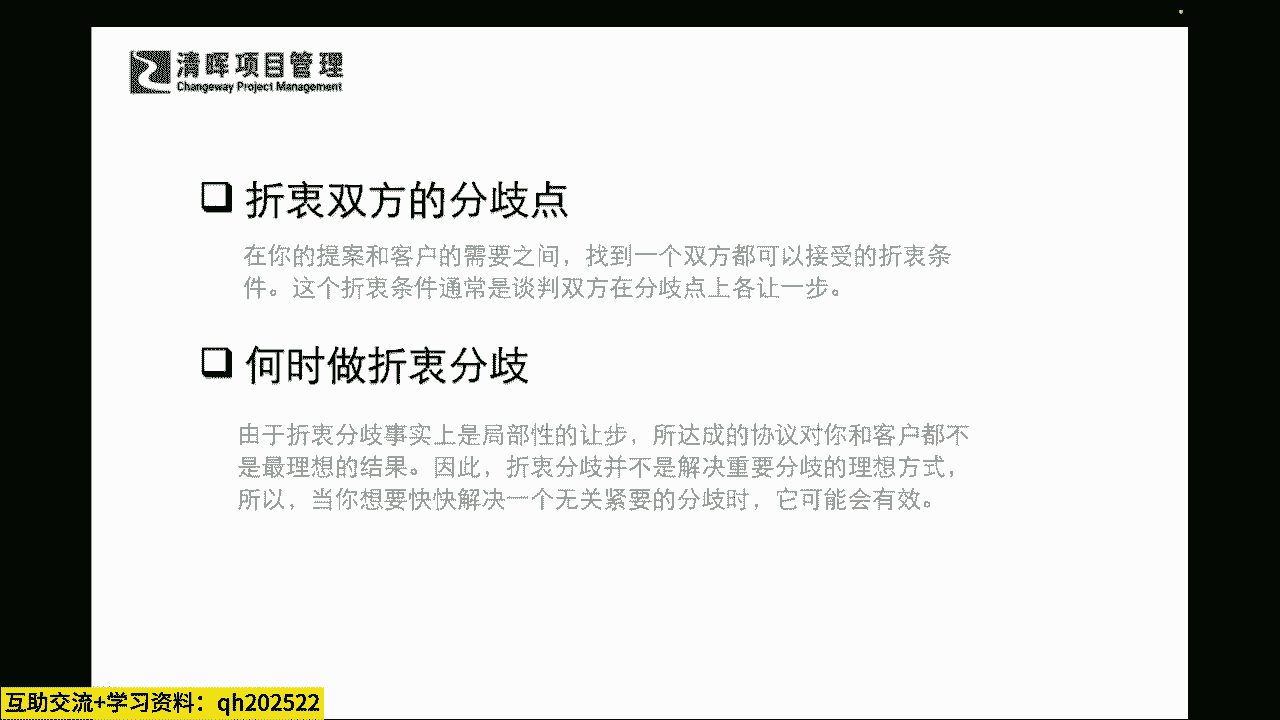 清晖项目管理
Changeway Project Management
折衷双方的分歧点
在你的提案和客户的需要之间，找到一个双方都可以接受的折衷条
件。这个折衷条件通常是谈判双方在分歧点上各让一步。
何时做折衷分歧
由于折衷分歧事实上是局部性的让步，所达成的协议对你和客户都不
是最理想的结果。因此，折衷分歧并不是解决重要分歧的理想方式，
所以，当你想要快快解决一个无关紧要的分歧时，它可能会有效。
互助交流+学习资料：qh202522